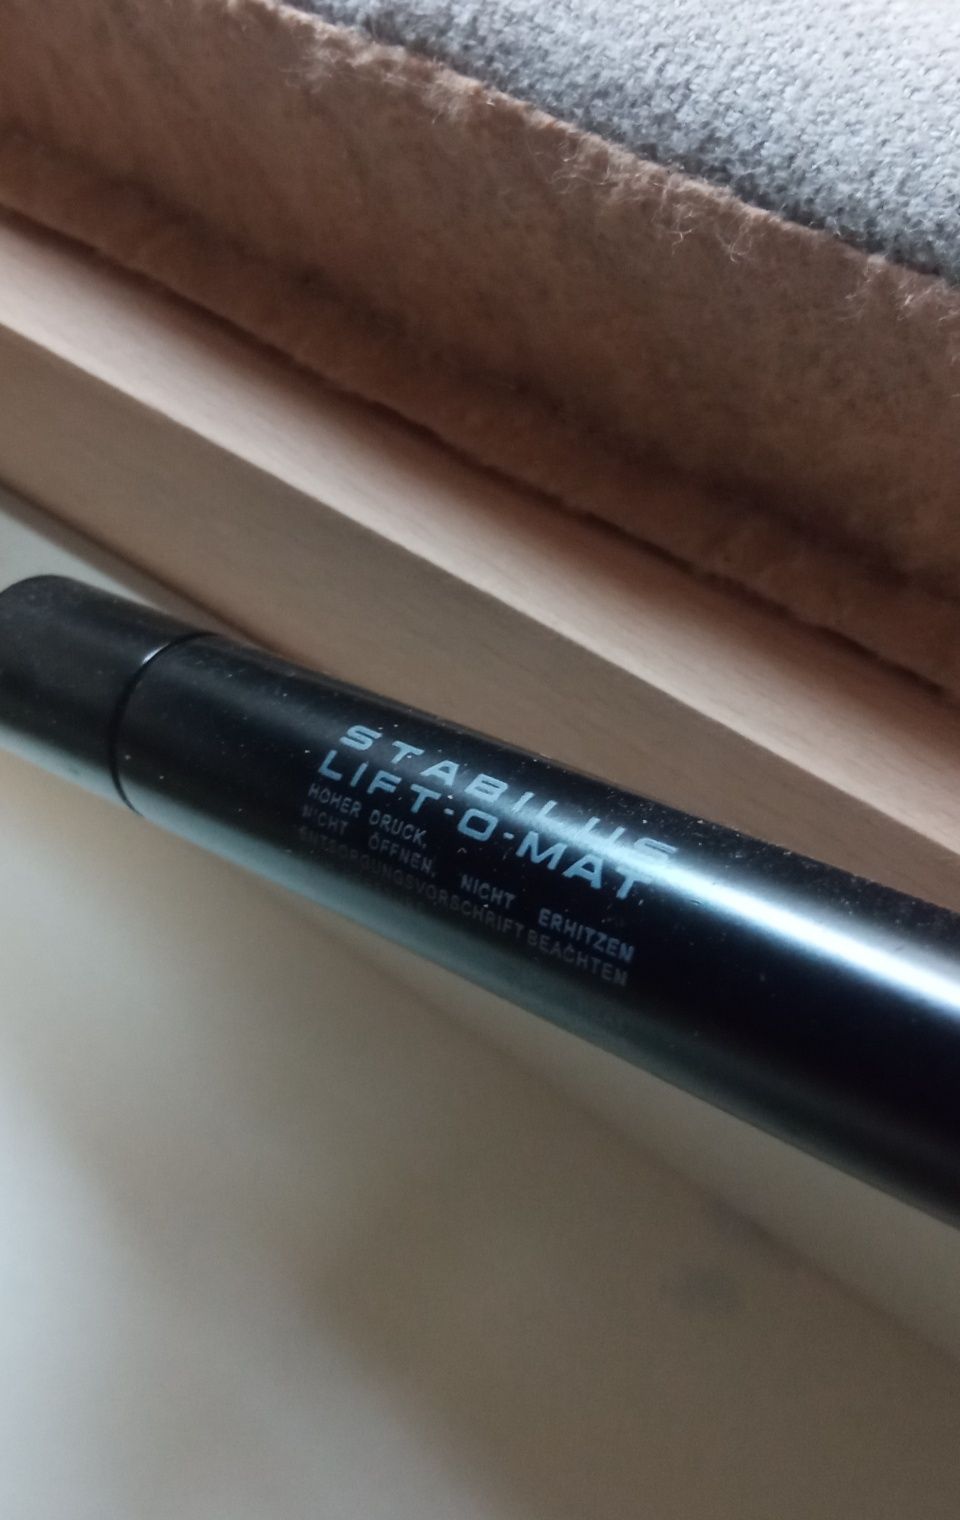 STABILUS
LIFT-O-MAT
HOHER DRUCK,
NICHT ÖFFNEN, NICHT ERHITZEN
ENTSORGUNGSVORSCHRIFT BEACHTEN